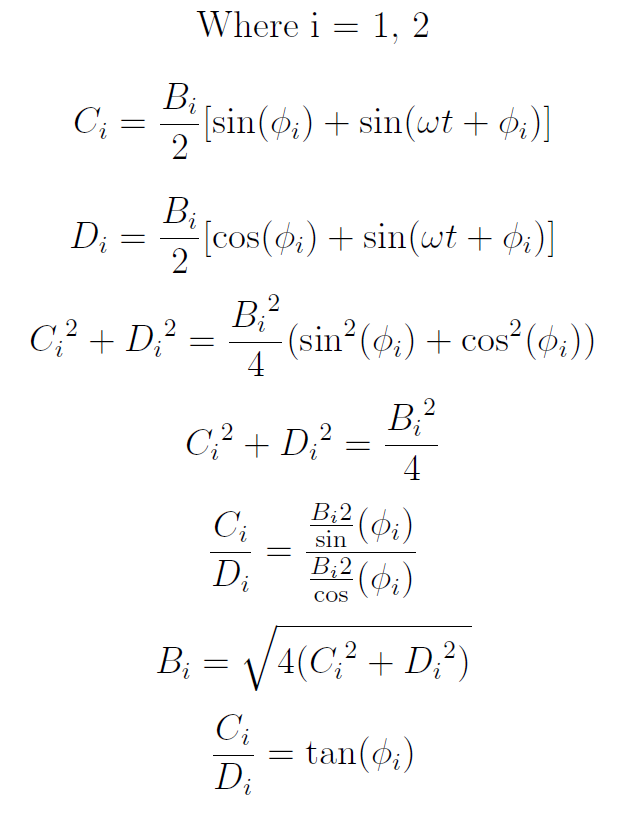 Where i = 1, 2
C_i = \frac{B_i}{2}[\sin(\phi_i) + \sin(\omega t + \phi_i)]
D_i = \frac{B_i}{2}[\cos(\phi_i) + \sin(\omega t + \phi_i)]
{C_i}^2 + {D_i}^2 = \frac{{B_i}^2}{4}(\sin^2(\phi_i) + \cos^2(\phi_i))
{C_i}^2 + {D_i}^2 = \frac{{B_i}^2}{4}
\frac{C_i}{D_i} = \frac{\frac{B_i 2}{\sin}(\phi_i)}{\frac{B_i 2}{\cos}(\phi_i)}
B_i = \sqrt{4({C_i}^2 + {D_i}^2)}
\frac{C_i}{D_i} = \tan(\phi_i)